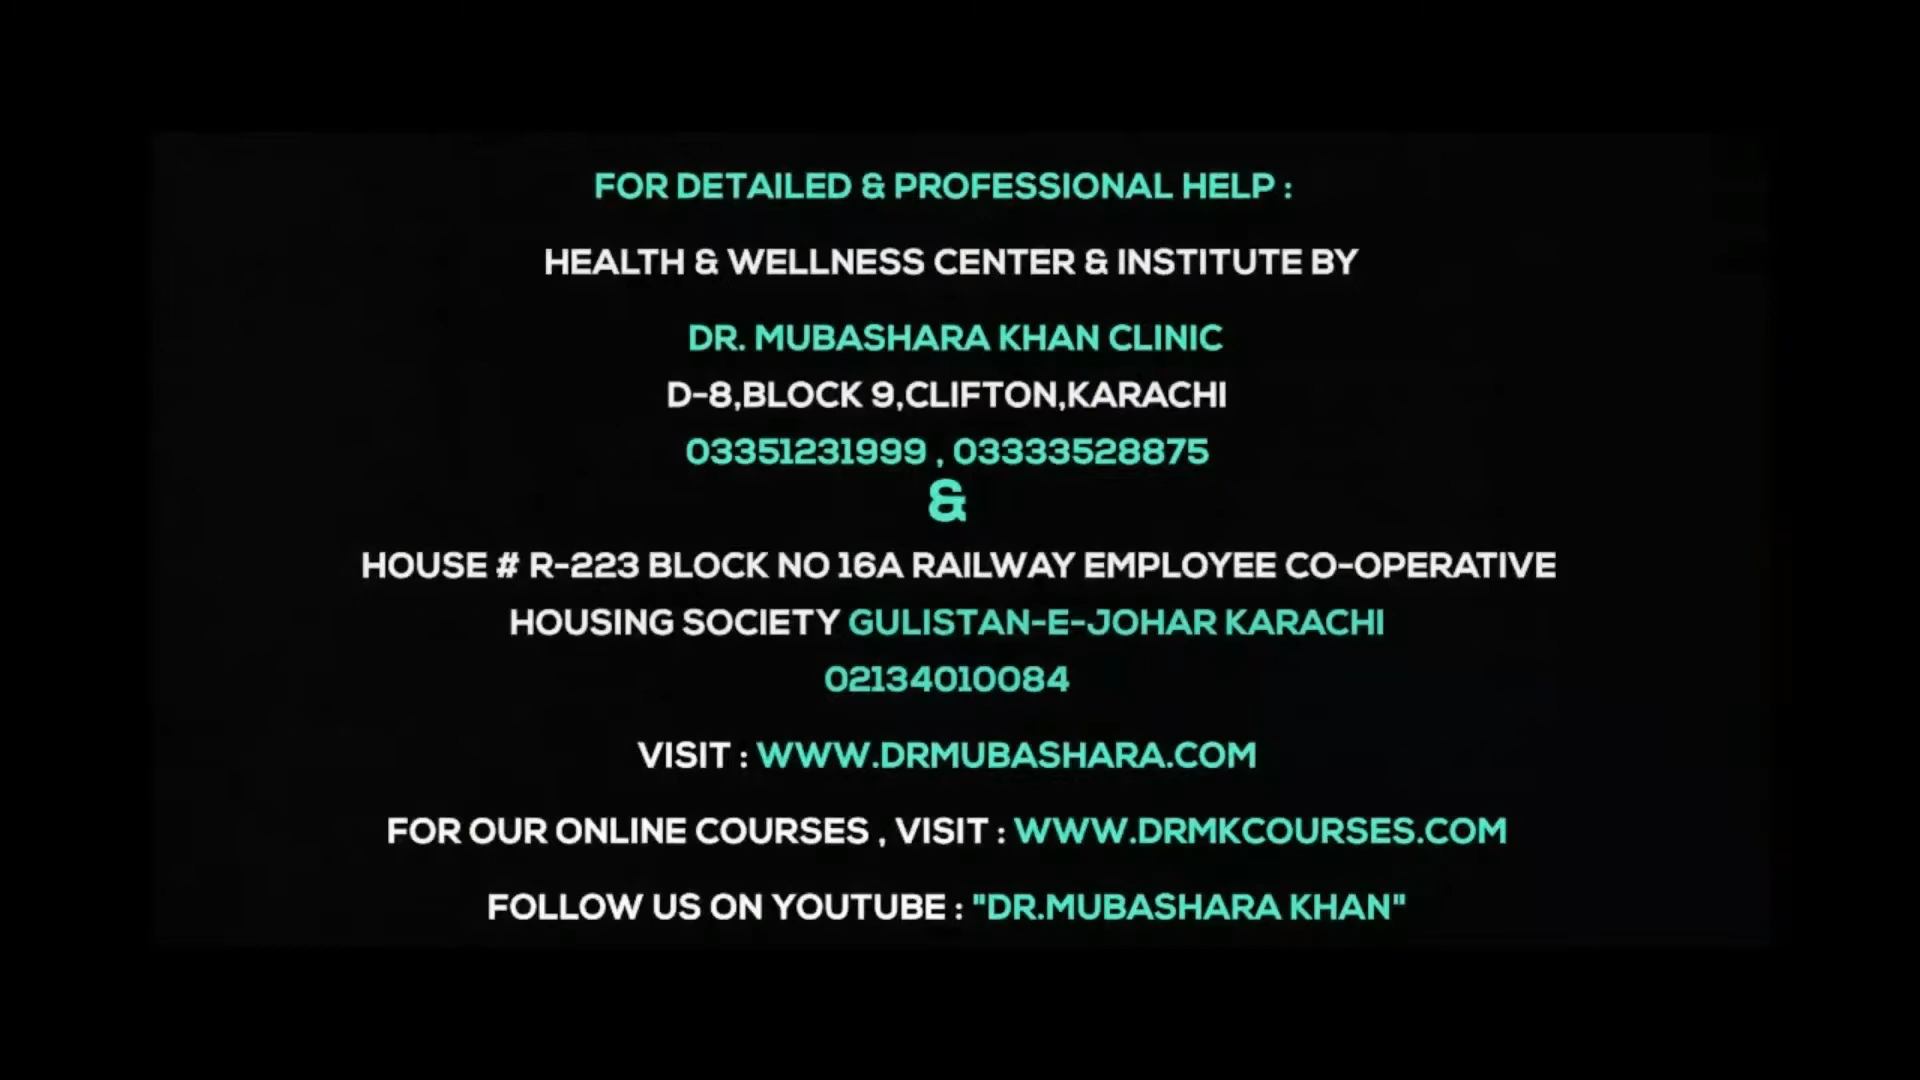 FOR DETAILED & PROFESSIONAL HELP :
HEALTH & WELLNESS CENTER & INSTITUTE BY
DR. MUBASHARA KHAN CLINIC
D-8,BLOCK 9,CLIFTON,KARACHI
03351231999 , 03333528875
&
HOUSE # R-223 BLOCK NO 16A RAILWAY EMPLOYEE CO-OPERATIVE
HOUSING SOCIETY GULISTAN-E-JOHAR KARACHI
02134010084
VISIT : WWW.DRMUBASHARA.COM
FOR OUR ONLINE COURSES , VISIT : WWW.DRMKCOURSES.COM
FOLLOW US ON YOUTUBE : "DR.MUBASHARA KHAN"